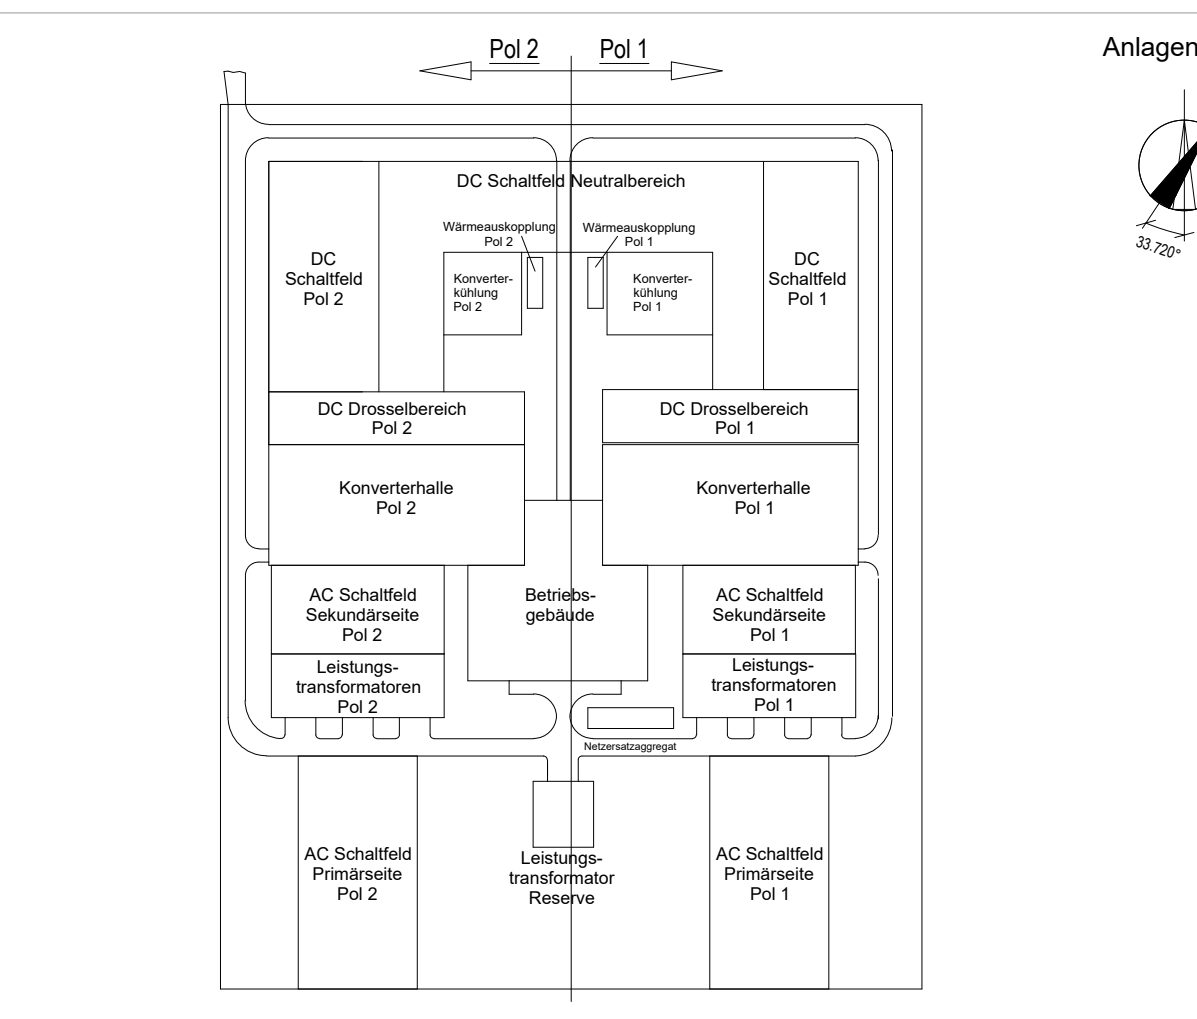 Pol 2
Pol 1
Anlagen
DC Schaltfeld Neutralbereich
Wärmeauskopplung
Pol 2
Wärmeauskopplung
Pol 1
33.720°
DC
Schaltfeld
Pol 2
Konverter-
kühlung
Pol 2
Konverter-
kühlung
Pol 1
DC
Schaltfeld
Pol 1
DC Drosselbereich
Pol 2
DC Drosselbereich
Pol 1
Konverterhalle
Pol 2
Konverterhalle
Pol 1
AC Schaltfeld
Sekundärseite
Pol 2
Betriebs-
gebäude
AC Schaltfeld
Sekundärseite
Pol 1
Leistungs-
transformatoren
Pol 2
Leistungs-
transformatoren
Pol 1
Netzersatzaggregat
AC Schaltfeld
Primärseite
Pol 2
Leistungs-
transformator
Reserve
AC Schaltfeld
Primärseite
Pol 1